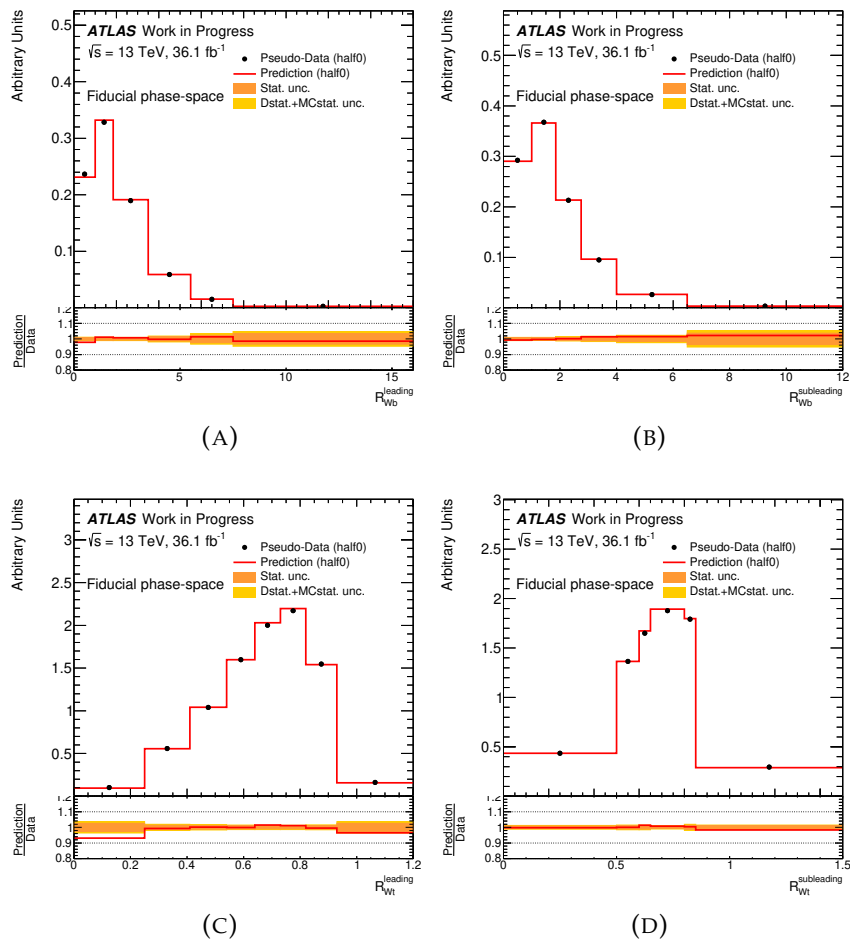 Arbitrary Units
0.5
0.4
0.3
0.2
0.1
ATLAS Work in Progress
√s = 13 TeV, 36.1 fb-1
Fiducial phase-space
Pseudo-Data (half0)
Prediction (half0)
Stat. unc.
Dstat.+MCstat. unc.
Prediction
Data
1.2
1.1
1
0.9
0.8
0 5 10 15
R Wb leading
(A)
Arbitrary Units
0.5
0.4
0.3
0.2
0.1
ATLAS Work in Progress
√s = 13 TeV, 36.1 fb-1
Fiducial phase-space
Pseudo-Data (half0)
Prediction (half0)
Stat. unc.
Dstat.+MCstat. unc.
Prediction
Data
1.2
1.1
1
0.9
0.8
0 2 4 6 8 10 12
R Wb subleading
(B)
Arbitrary Units
3
2.5
2
1.5
1
0.5
ATLAS Work in Progress
√s = 13 TeV, 36.1 fb-1
Fiducial phase-space
Pseudo-Data (half0)
Prediction (half0)
Stat. unc.
Dstat.+MCstat. unc.
Prediction
Data
1.2
1.1
1
0.9
0.8
0 0.2 0.4 0.6 0.8 1 1.2
R Wt leading
(C)
Arbitrary Units
3
2.5
2
1.5
1
0.5
ATLAS Work in Progress
√s = 13 TeV, 36.1 fb-1
Fiducial phase-space
Pseudo-Data (half0)
Prediction (half0)
Stat. unc.
Dstat.+MCstat. unc.
Prediction
Data
1.2
1.1
1
0.9
0.8
0 0.5 1 1.5
R Wt subleading
(D)